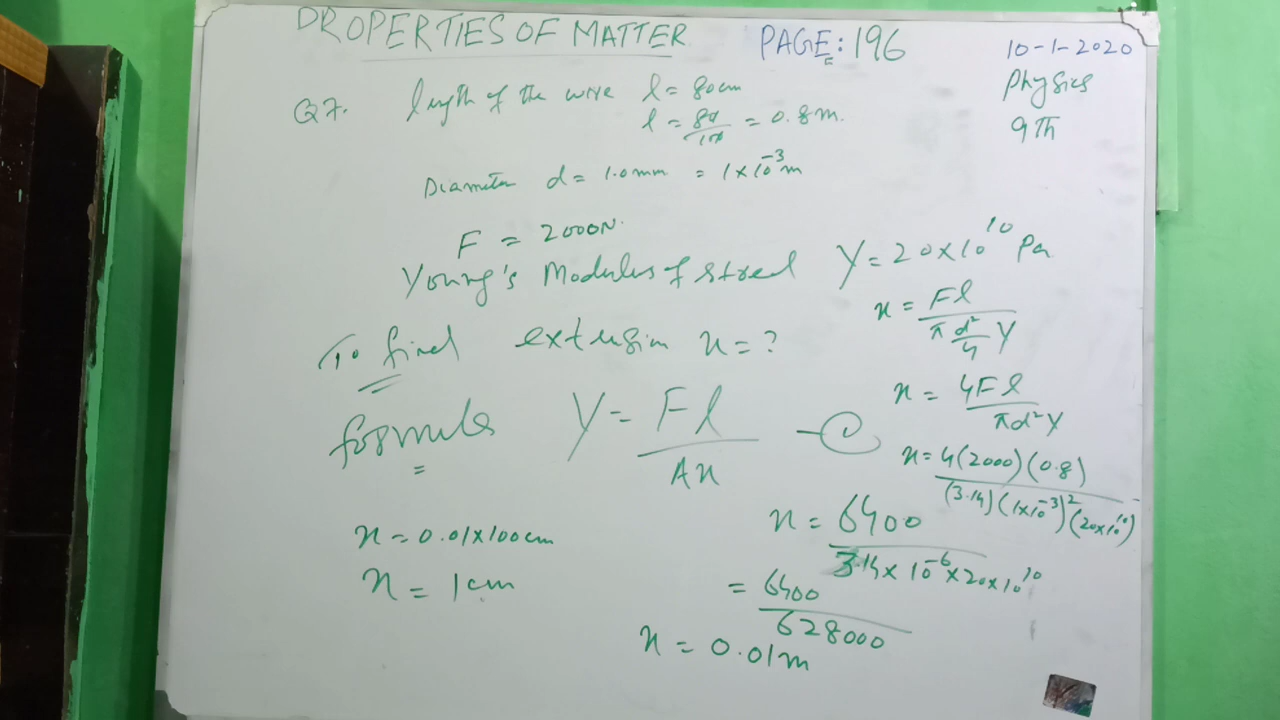 PROPERTIES OF MATTER PAGE: 196
10-1-2020
Physics
9Th
Q7. length of the wire l = 80cm
l = 80/100 = 0.8m.
Diameter d = 1.0mm = 1×10⁻³m
F = 2000N.
Young's Modulus of steel Y = 20×10¹⁰ Pa
To find extension x = ?
formula Y = Fl/Ax
x = Fl/(π d²/4 Y)
x = 4Fl/πd²Y
x = 4(2000)(0.8)/(3.14)(1×10⁻³)²(20×10¹⁰)
x = 6400/3.14×10⁻⁶×20×10¹⁰
= 6400/628000
x = 0.01m
x = 0.01×100cm
x = 1cm